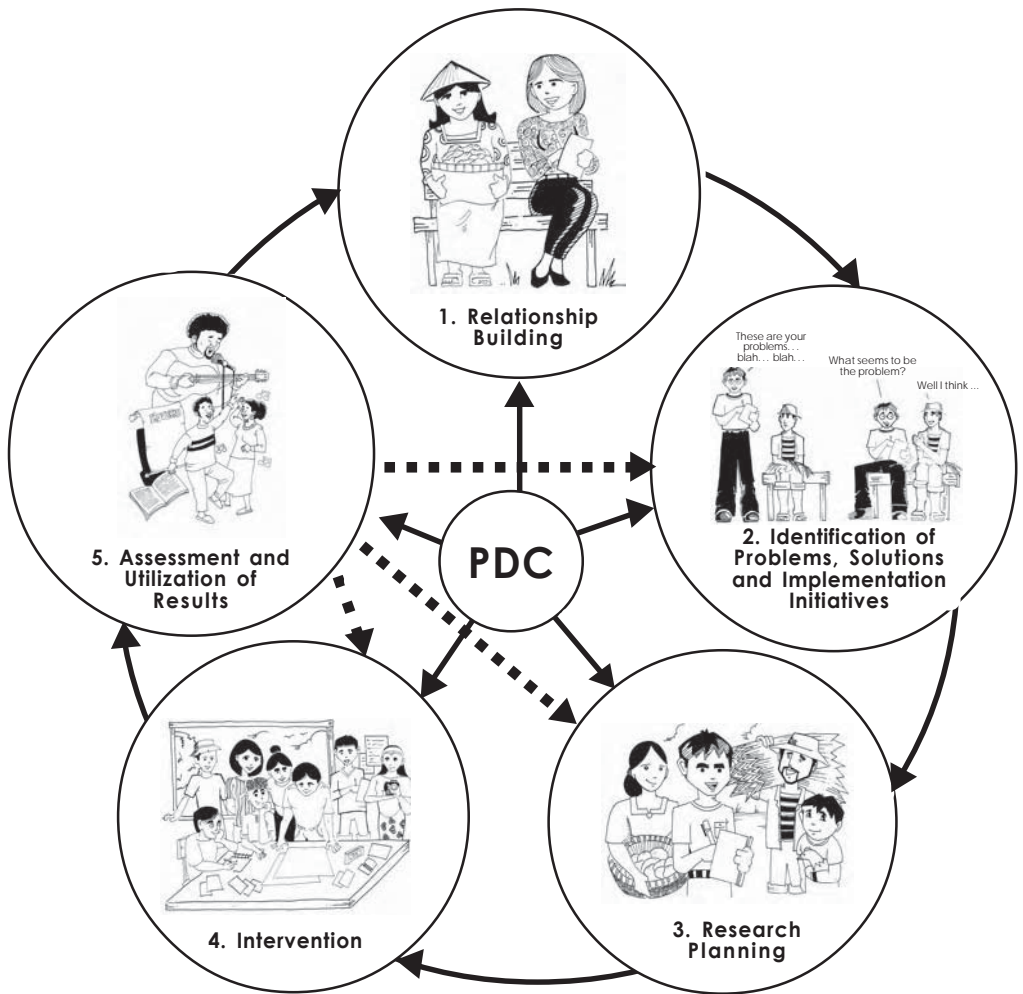 1. Relationship
Building
These are your
problems...
blah... blah...
What seems to be
the problem?
Well I think ...
2. Identification of
Problems, Solutions
and Implementation
Initiatives
PDC
5. Assessment and
Utilization of
Results
4. Intervention
3. Research
Planning